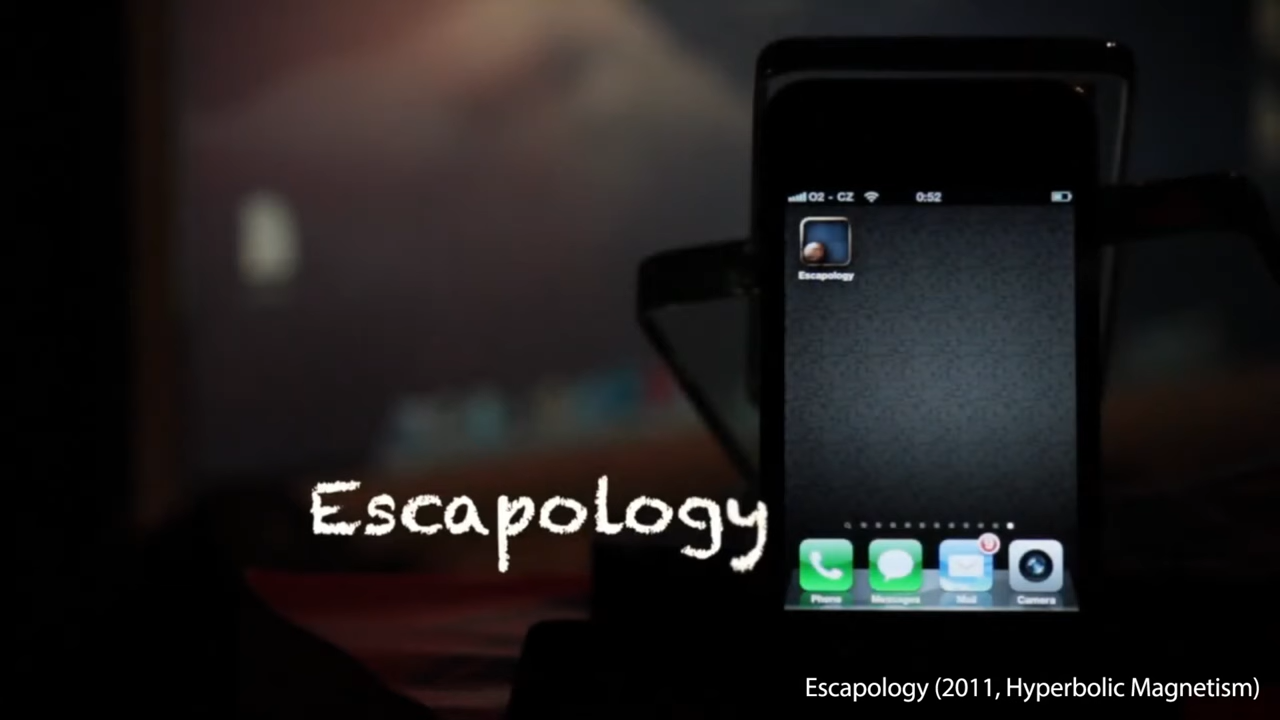 O2 - CZ 0:52
Escapology
Escapology
Phone Messages Mail Camera
Escapology (2011, Hyperbolic Magnetism)